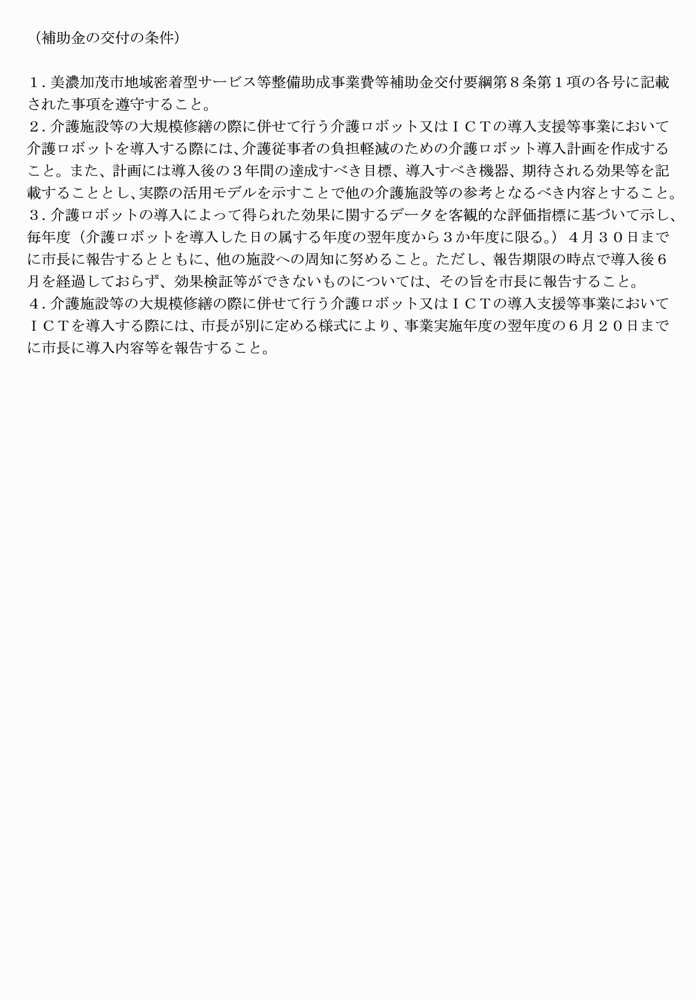 （補助金の交付の条件）
１．美濃加茂市地域密着型サービス等整備助成事業費等補助金交付要綱第８条第１項の各号に記載
された事項を遵守すること。
２．介護施設等の大規模修繕の際に併せて行う介護ロボット又はＩＣＴの導入支援等事業において
介護ロボットを導入する際には、介護従事者の負担軽減のための介護ロボット導入計画を作成する
こと。また、計画には導入後の３年間の達成すべき目標、導入すべき機器、期待される効果等を記
載することとし、実際の活用モデルを示すことで他の介護施設等の参考となるべき内容とすること。
３．介護ロボットの導入によって得られた効果に関するデータを客観的な評価指標に基づいて示し、
毎年度（介護ロボットを導入した日の属する年度の翌年度から３か年度に限る。）４月３０日まで
に市長に報告するとともに、他の施設への周知に努めること。ただし、報告期限の時点で導入後６
月を経過しておらず、効果検証等ができないものについては、その旨を市長に報告すること。
４．介護施設等の大規模修繕の際に併せて行う介護ロボット又はＩＣＴの導入支援等事業において
ＩＣＴを導入する際には、市長が別に定める様式により、事業実施年度の翌年度の６月２０日まで
に市長に導入内容等を報告すること。